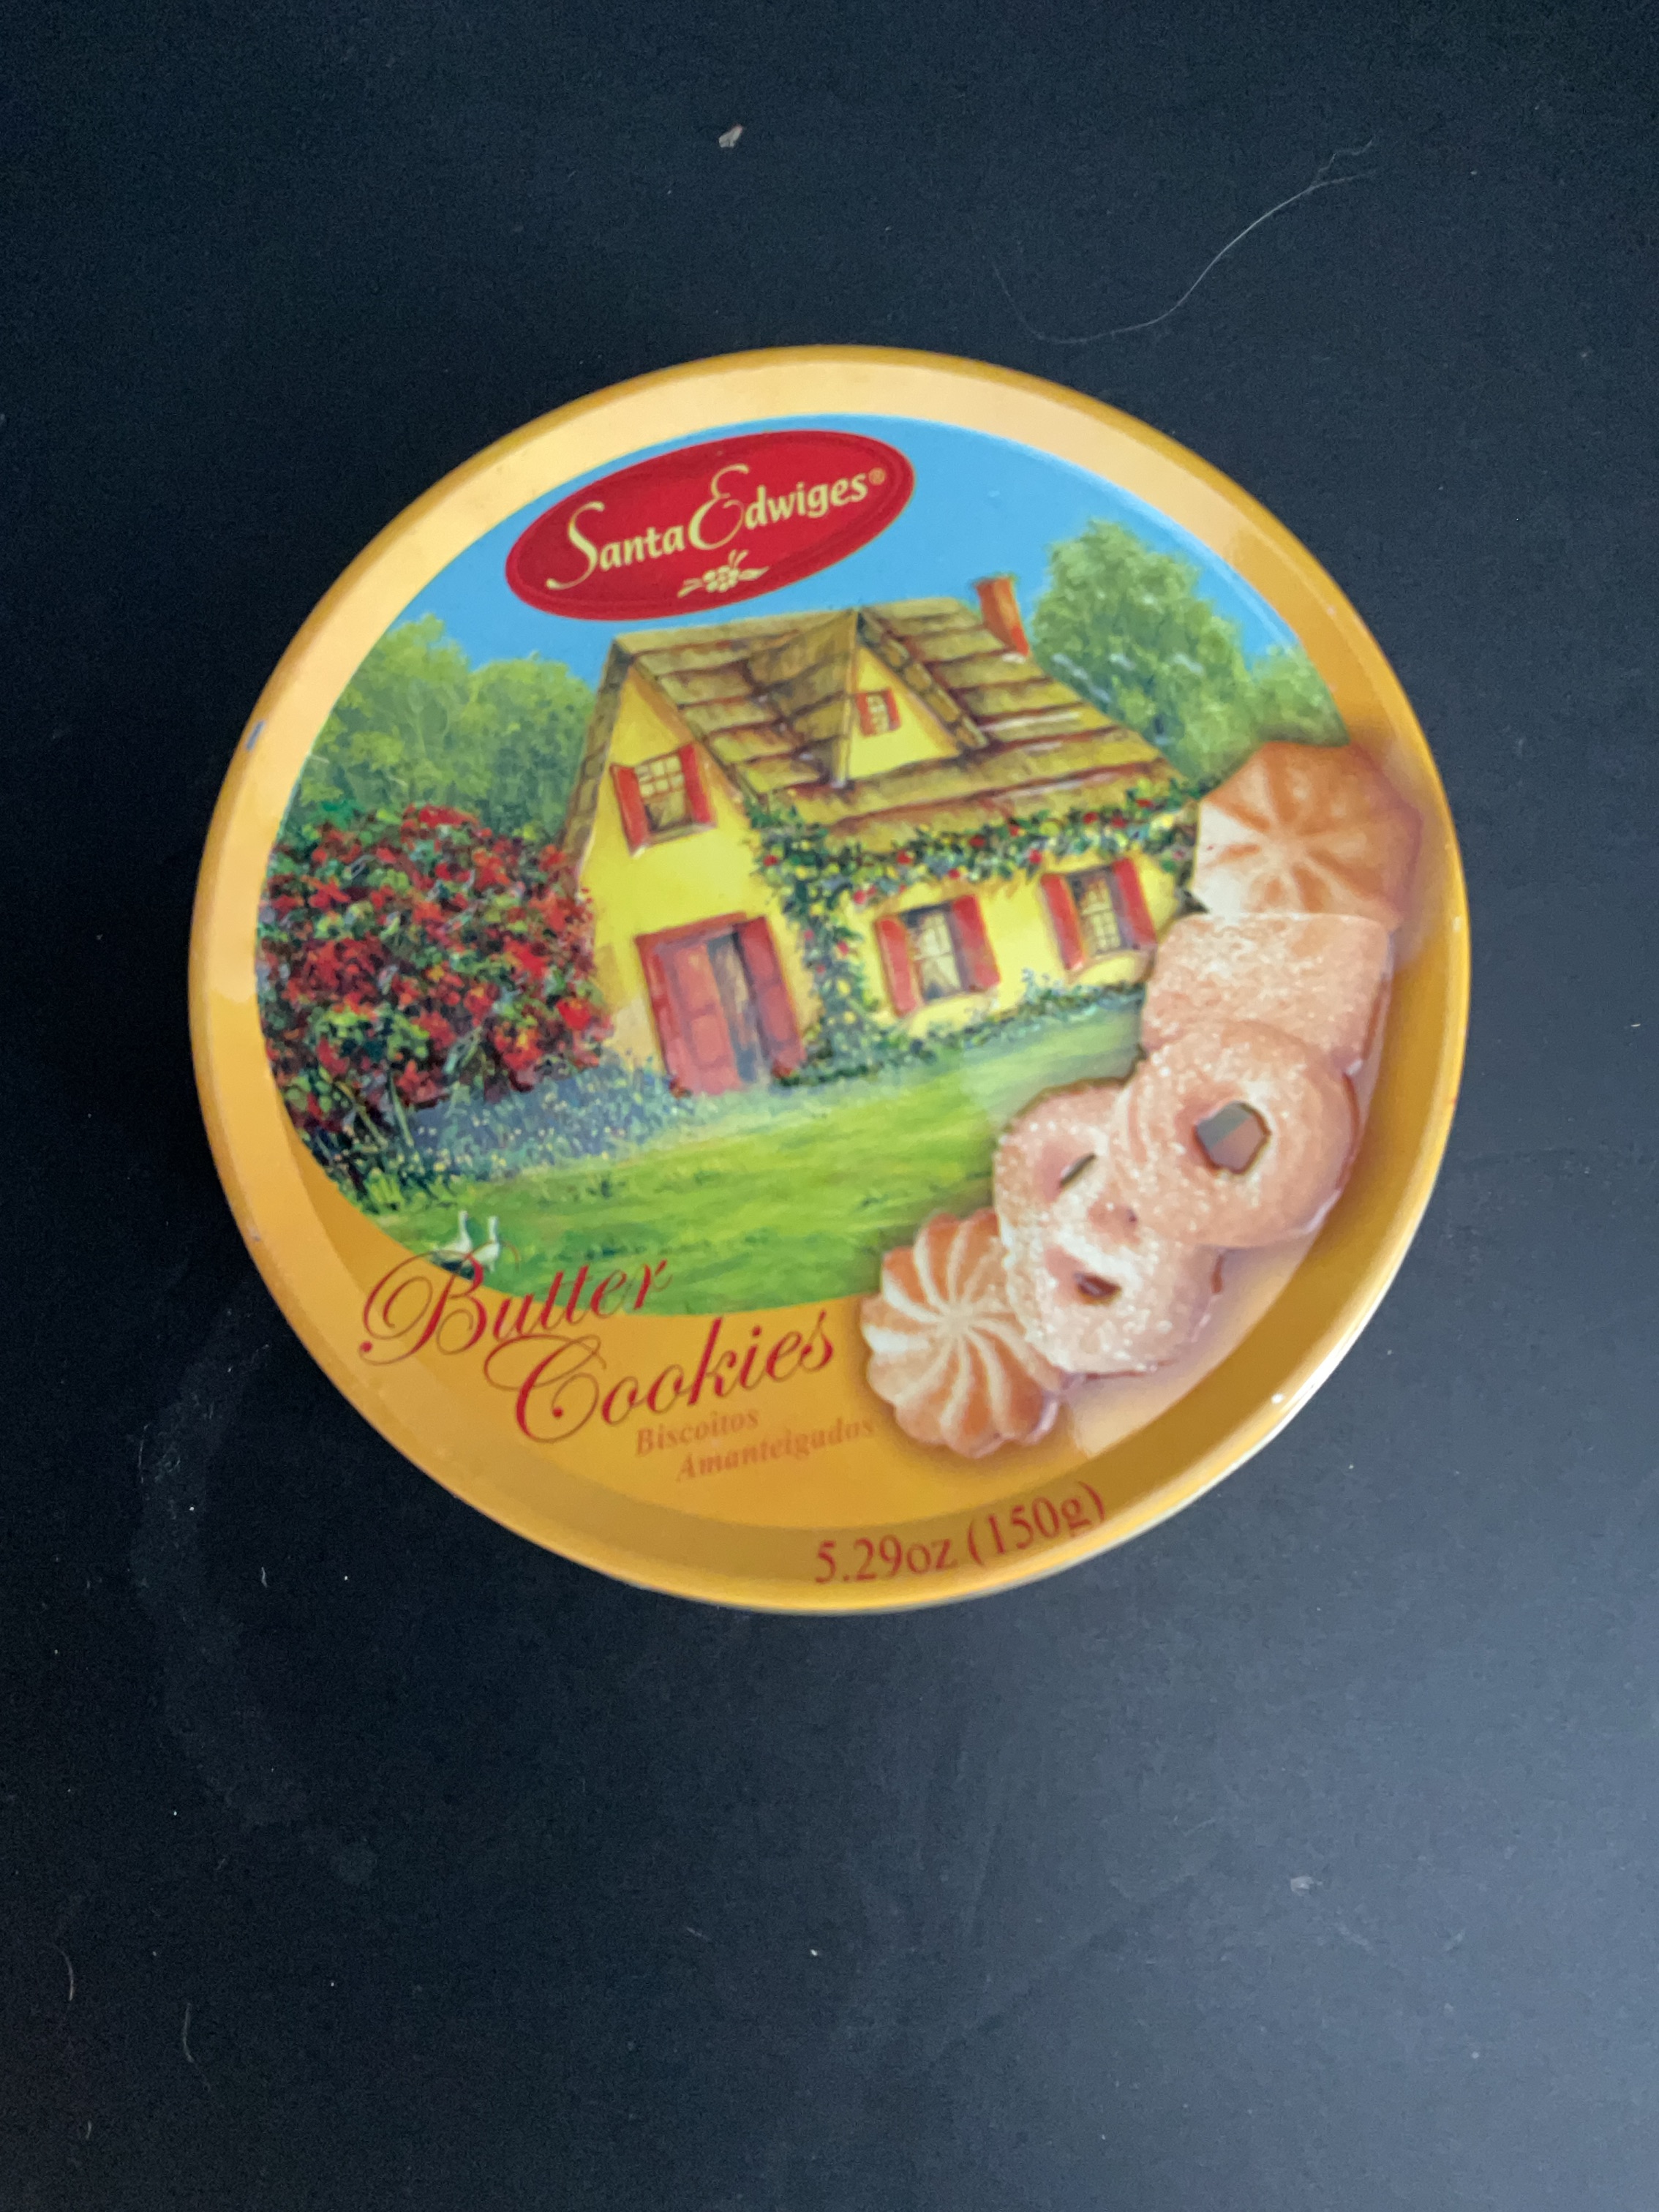 Santa Edwiges®
Butter
Cookies
Biscoitos
Amanteigados
5.29oz (150g)